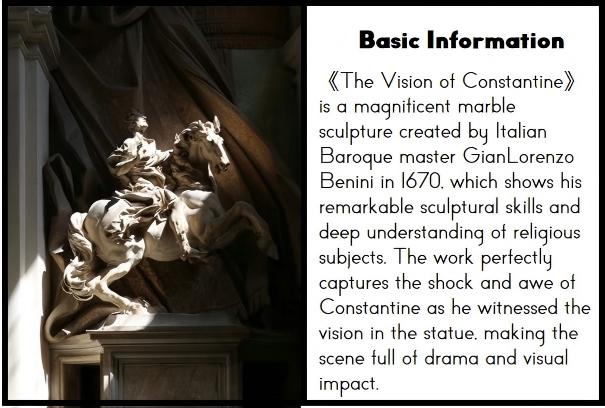 Basic Information
《The Vision of Constantine》
is a magnificent marble
sculpture created by Italian
Baroque master GianLorenzo
Benini in 1670, which shows his
remarkable sculptural skills and
deep understanding of religious
subjects. The work perfectly
captures the shock and awe of
Constantine as he witnessed the
vision in the statue, making the
scene full of drama and visual
impact.